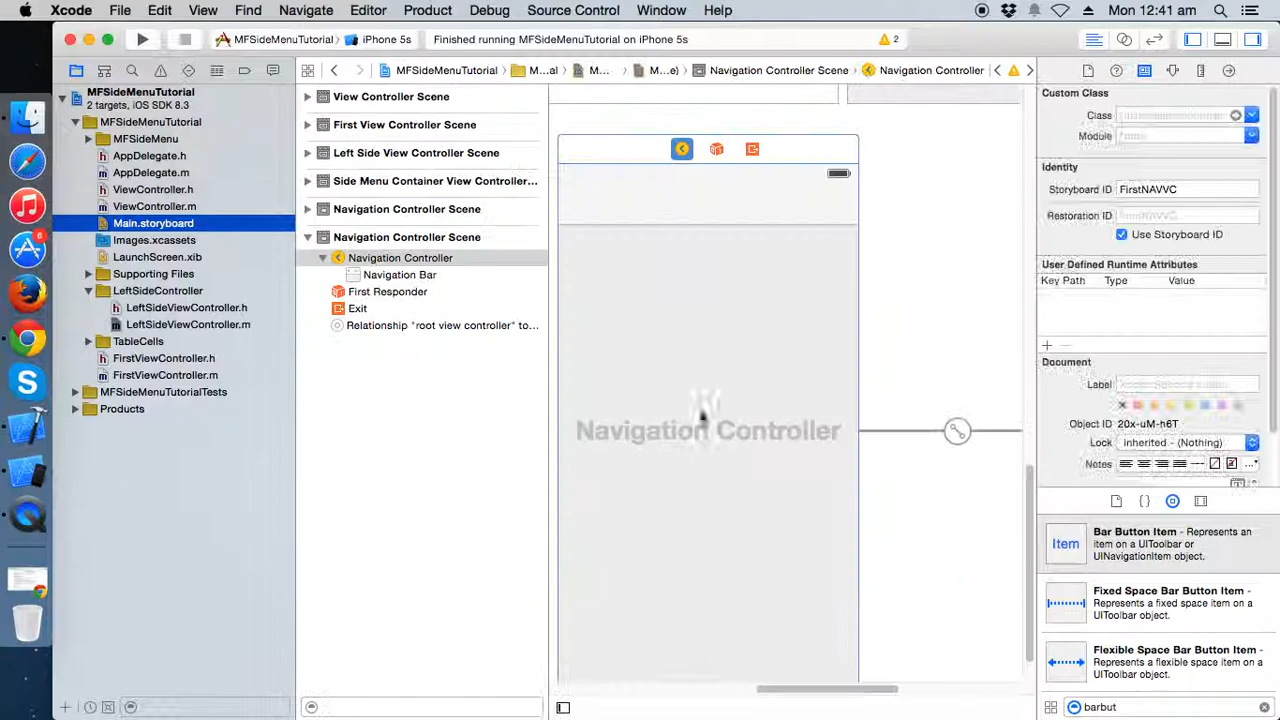 Xcode File Edit View Find Navigate Editor Product Debug Source Control Window Help Mon 12:41 am
MFSideMenuTutorial iPhone 5s Finished running MFSideMenuTutorial on iPhone 5s 2
MFSideMenuTutorial M...al M... M...e) Navigation Controller Scene Navigation Controller
MFSideMenuTutorial
2 targets, iOS SDK 8.3
MFSideMenuTutorial
MFSideMenu
AppDelegate.h
AppDelegate.m
ViewController.h
ViewController.m
Main.storyboard
Images.xcassets
LaunchScreen.xib
Supporting Files
LeftSideController
LeftSideViewController.h
LeftSideViewController.m
TableCells
FirstViewController.h
FirstViewController.m
MFSideMenuTutorialTests
Products
View Controller Scene
First View Controller Scene
Left Side View Controller Scene
Side Menu Container View Controller...
Navigation Controller Scene
Navigation Controller Scene
Navigation Controller
Navigation Bar
First Responder
Exit
Relationship "root view controller" to...
Navigation Controller
Custom Class
Class
Module
Identity
Storyboard ID FirstNAVVC
Restoration ID
Use Storyboard ID
User Defined Runtime Attributes
Key Path Type Value
Document
Label
Object ID 20x-uM-h6T
Lock Inherited - (Nothing)
Notes
Item
Bar Button Item - Represents an
item on a UIToolbar or
UINavigationItem object.
Fixed Space Bar Button Item -
Represents a fixed space item on a
UIToolbar object.
Flexible Space Bar Button Item -
Represents a flexible space item on a
UIToolbar object.
barbut
6